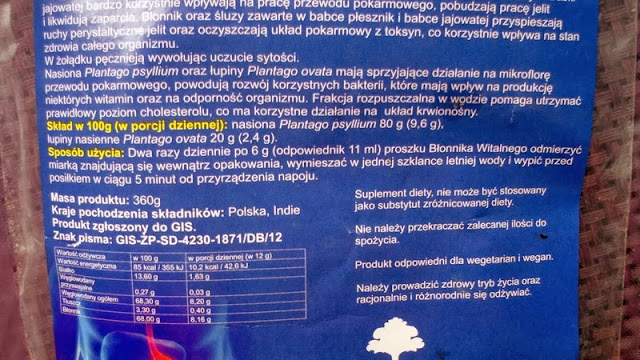 jajowatej bardzo korzystnie wpływają na pracę przewodu pokarmowego, pobudzają pracę jelit
i likwidują zaparcia. Błonnik oraz śluzy zawarte w babce płesznik i babce jajowatej przyspieszają
ruchy perystaltyczne jelit oraz oczyszczają układ pokarmowy z toksyn, co korzystnie wpływa na stan
zdrowia całego organizmu.
W żołądku pęcznieją wywołując uczucie sytości.
Nasiona Plantago psyllium oraz łupiny Plantago ovata mają sprzyjające działanie na mikroflorę
przewodu pokarmowego, powodują rozwój korzystnych bakterii, które mają wpływ na produkcję
niektórych witamin oraz na odporność organizmu. Frakcja rozpuszczalna w wodzie pomaga utrzymać
prawidłowy poziom cholesterolu, co ma korzystne działanie na układ krwionośny.
Skład w 100g (w porcji dziennej): nasiona Plantago psyllium 80 g (9,6 g),
łupiny nasienne Plantago ovata 20 g (2,4 g).
Sposób użycia: Dwa razy dziennie po 6 g (odpowiednik 11 ml) proszku Błonnika Witalnego odmierzyć
miarką znajdującą się wewnątrz opakowania, wymieszać w jednej szklance letniej wody i wypić przed
posiłkiem w ciągu 5 minut od przyrządzenia napoju.
Masa produktu: 360g
Kraje pochodzenia składników: Polska, Indie
Produkt zgłoszony do GIS.
Znak pisma: GIS-ŻP-SD-4230-1871/DB/12
Wartość odżywcza w 100 g w porcji dziennej (w 12 g)
Wartość energetyczna 85 kcal / 355 kJ 10,2 kcal / 42,6 kJ
Białko 13,60 g 1,63 g
Węglowodany
przyswajalne 0,27 g 0,03 g
Węglowodany ogółem 68,30 g 8,20 g
Tłuszcz 3,30 g 0,40 g
Błonnik 68,00 g 8,16 g
Suplement diety, nie może być stosowany
jako substytut zróżnicowanej diety.
Nie należy przekraczać zalecanej ilości do
spożycia.
Produkt odpowiedni dla wegetarian i wegan.
Należy prowadzić zdrowy tryb życia oraz
racjonalnie i różnorodnie się odżywiać.